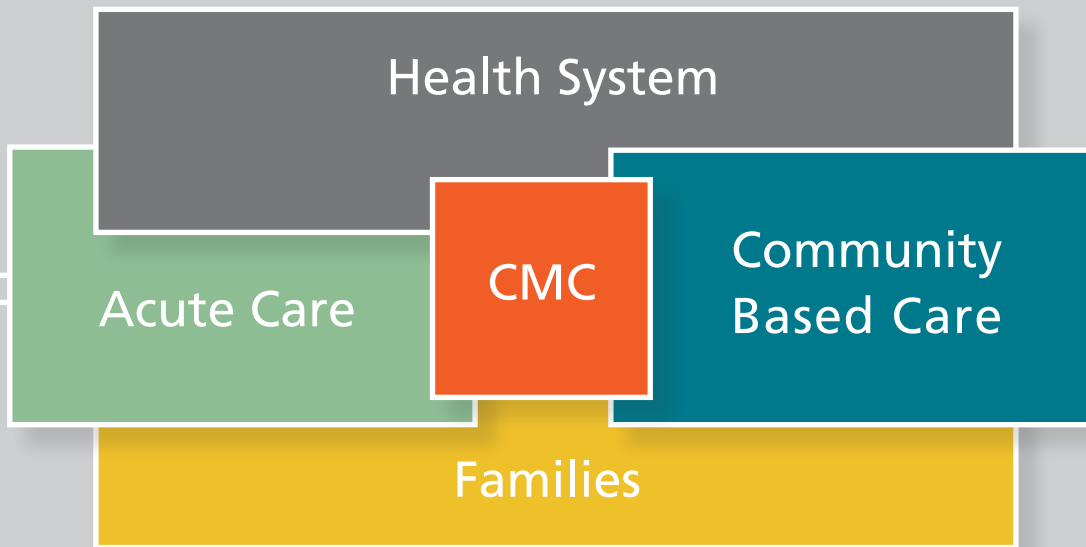 Health System
Acute Care
CMC
Community
Based Care
Families